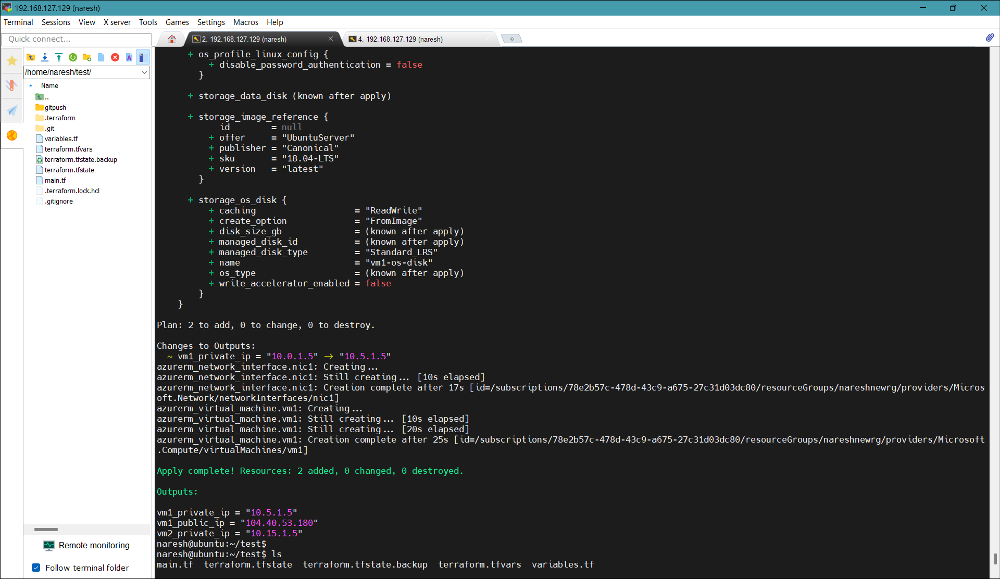 192.168.127.129 (naresh)
Terminal Sessions View X server Tools Games Settings Macros Help
Quick connect...
2. 192.168.127.129 (naresh)
4. 192.168.127.129 (naresh)
/home/naresh/test/
Name
..
gitpush
.terraform
.git
variables.tf
terraform.tfvars
terraform.tfstate.backup
terraform.tfstate
main.tf
.terraform.lock.hcl
.gitignore
Remote monitoring
Follow terminal folder
+ os_profile_linux_config {
+ disable_password_authentication = false
}
+ storage_data_disk (known after apply)
+ storage_image_reference {
id = null
+ offer = "UbuntuServer"
+ publisher = "Canonical"
+ sku = "18.04-LTS"
+ version = "latest"
}
+ storage_os_disk {
+ caching = "ReadWrite"
+ create_option = "FromImage"
+ disk_size_gb = (known after apply)
+ managed_disk_id = (known after apply)
+ managed_disk_type = "Standard_LRS"
+ name = "vm1-os-disk"
+ os_type = (known after apply)
+ write_accelerator_enabled = false
}
}
Plan: 2 to add, 0 to change, 0 to destroy.
Changes to Outputs:
~ vm1_private_ip = "10.0.1.5" → "10.5.1.5"
azurerm_network_interface.nic1: Creating...
azurerm_network_interface.nic1: Still creating... [10s elapsed]
azurerm_network_interface.nic1: Creation complete after 17s [id=/subscriptions/78e2b57c-478d-43c9-a675-27c31d03dc80/resourceGroups/nareshnewrg/providers/Micros
oft.Network/networkInterfaces/nic1]
azurerm_virtual_machine.vm1: Creating...
azurerm_virtual_machine.vm1: Still creating... [10s elapsed]
azurerm_virtual_machine.vm1: Still creating... [20s elapsed]
azurerm_virtual_machine.vm1: Creation complete after 25s [id=/subscriptions/78e2b57c-478d-43c9-a675-27c31d03dc80/resourceGroups/nareshnewrg/providers/Microsoft
.Compute/virtualMachines/vm1]
Apply complete! Resources: 2 added, 0 changed, 0 destroyed.
Outputs:
vm1_private_ip = "10.5.1.5"
vm1_public_ip = "104.40.53.180"
vm2_private_ip = "10.15.1.5"
naresh@ubuntu:~/test$
naresh@ubuntu:~/test$ ls
main.tf terraform.tfstate terraform.tfstate.backup terraform.tfvars variables.tf